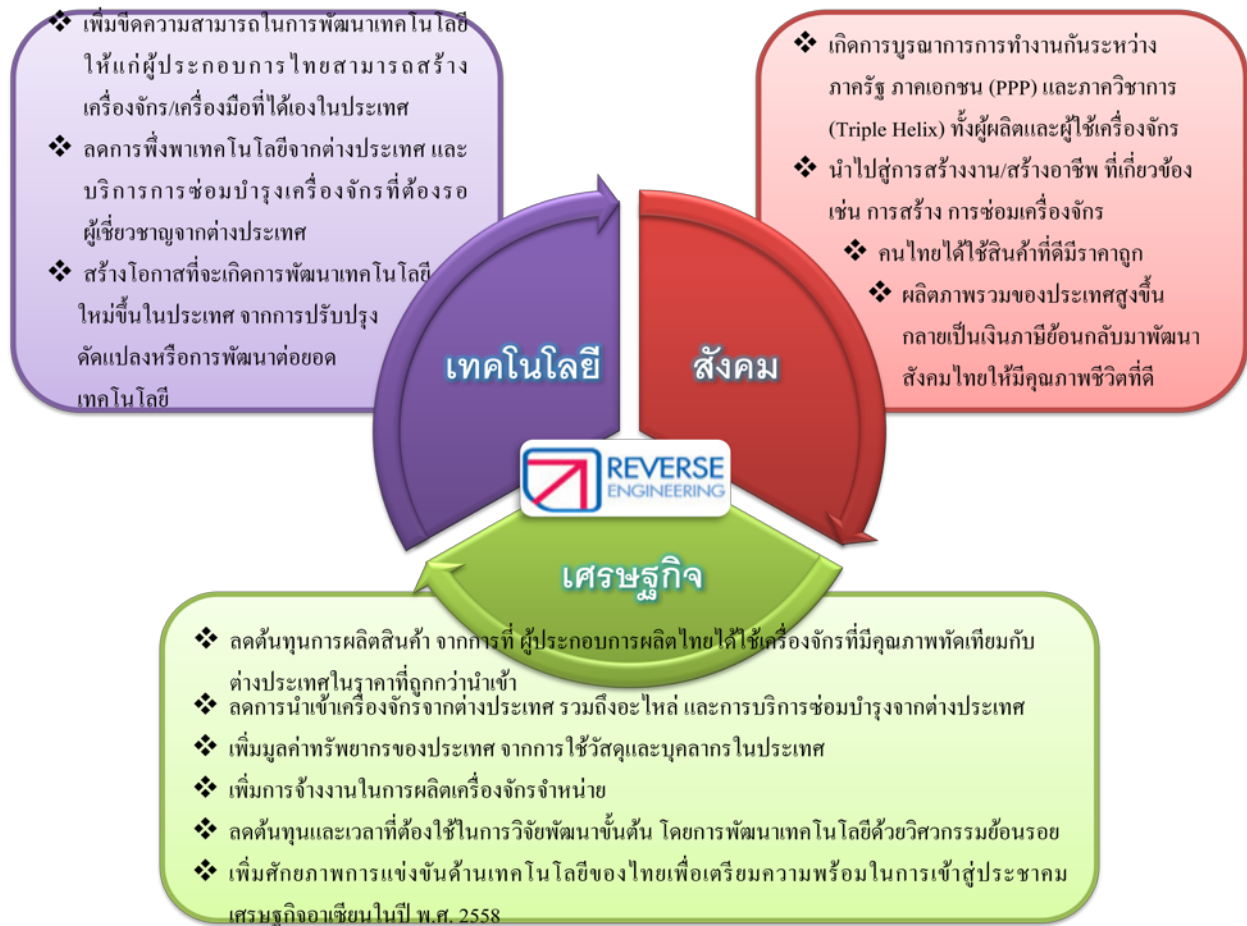 ❖ เพิ่มขีดความสามารถในการพัฒนาเทคโนโลยี
ให้แก่ผู้ประกอบการไทยสามารถสร้าง
เครื่องจักร/เครื่องมือที่ได้เองในประเทศ
❖ ลดการพึ่งพาเทคโนโลยีจากต่างประเทศ และ
บริการการซ่อมบำรุงเครื่องจักรที่ต้องรอ
ผู้เชี่ยวชาญจากต่างประเทศ
❖ สร้างโอกาสที่จะเกิดการพัฒนาเทคโนโลยี
ใหม่ขึ้นในประเทศ จากการปรับปรุง
ดัดแปลงหรือการพัฒนาต่อยอด
เทคโนโลยี
❖ เกิดการบูรณาการการทำงานกันระหว่าง
ภาครัฐ ภาคเอกชน (PPP) และภาควิชาการ
(Triple Helix) ทั้งผู้ผลิตและผู้ใช้เครื่องจักร
❖ นำไปสู่การสร้างงาน/สร้างอาชีพ ที่เกี่ยวข้อง
เช่น การสร้าง การซ่อมเครื่องจักร
❖ คนไทยได้ใช้สินค้าที่ดีมีราคาถูก
❖ ผลิตภาพรวมของประเทศสูงขึ้น
กลายเป็นเงินภาษีย้อนกลับมาพัฒนา
สังคมไทยให้มีคุณภาพชีวิตที่ดี
เทคโนโลยี
สังคม
REVERSE
ENGINEERING
เศรษฐกิจ
❖ ลดต้นทุนการผลิตสินค้า จากการที่ ผู้ประกอบการผลิตไทยได้ใช้เครื่องจักรที่มีคุณภาพทัดเทียมกับ
ต่างประเทศในราคาที่ถูกกว่านำเข้า
❖ ลดการนำเข้าเครื่องจักรจากต่างประเทศ รวมถึงอะไหล่ และการบริการซ่อมบำรุงจากต่างประเทศ
❖ เพิ่มมูลค่าทรัพยากรของประเทศ จากการใช้วัสดุและบุคลากรในประเทศ
❖ เพิ่มการจ้างงานในการผลิตเครื่องจักรจำหน่าย
❖ ลดต้นทุนและเวลาที่ต้องใช้ในการวิจัยพัฒนาขั้นต้น โดยการพัฒนาเทคโนโลยีด้วยวิศวกรรมย้อนรอย
❖ เพิ่มศักยภาพการแข่งขันด้านเทคโนโลยีของไทยเพื่อเตรียมความพร้อมในการเข้าสู่ประชาคม
เศรษฐกิจอาเซียนในปี พ.ศ. 2558